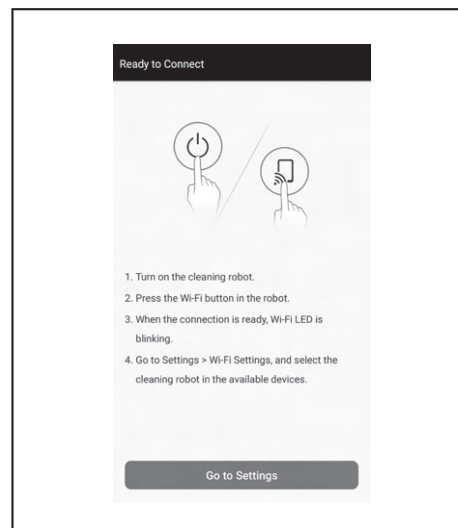 Ready to Connect
1. Turn on the cleaning robot.
2. Press the Wi-Fi button in the robot.
3. When the connection is ready, Wi-Fi LED is
blinking.
4. Go to Settings > Wi-Fi Settings, and select the
cleaning robot in the available devices.
Go to Settings